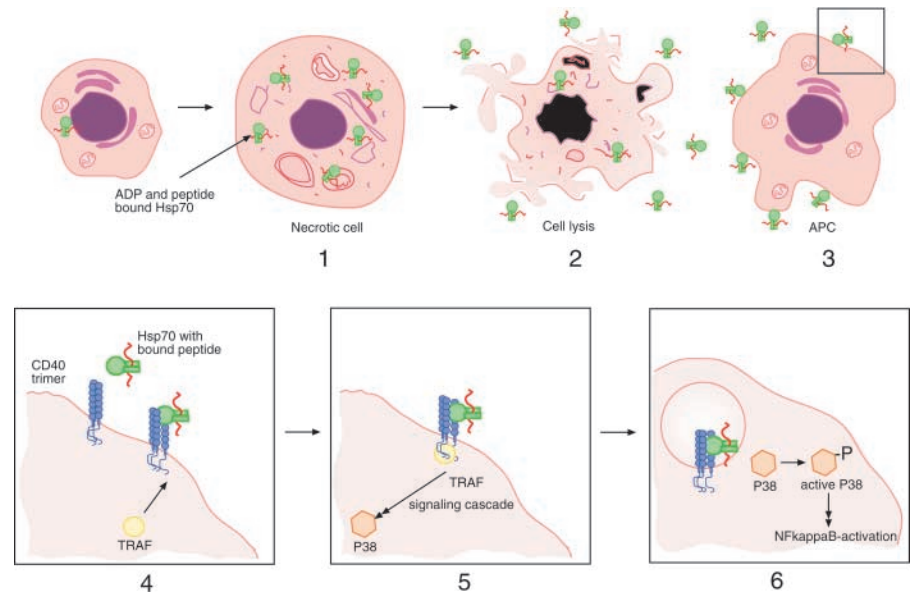 ADP and peptide
bound Hsp70
Necrotic cell
1
Cell lysis
2
APC
3
CD40
trimer
Hsp70 with
bound peptide
TRAF
4
TRAF
signaling cascade
P38
5
P38
P
active P38
NFkappaB-activation
6